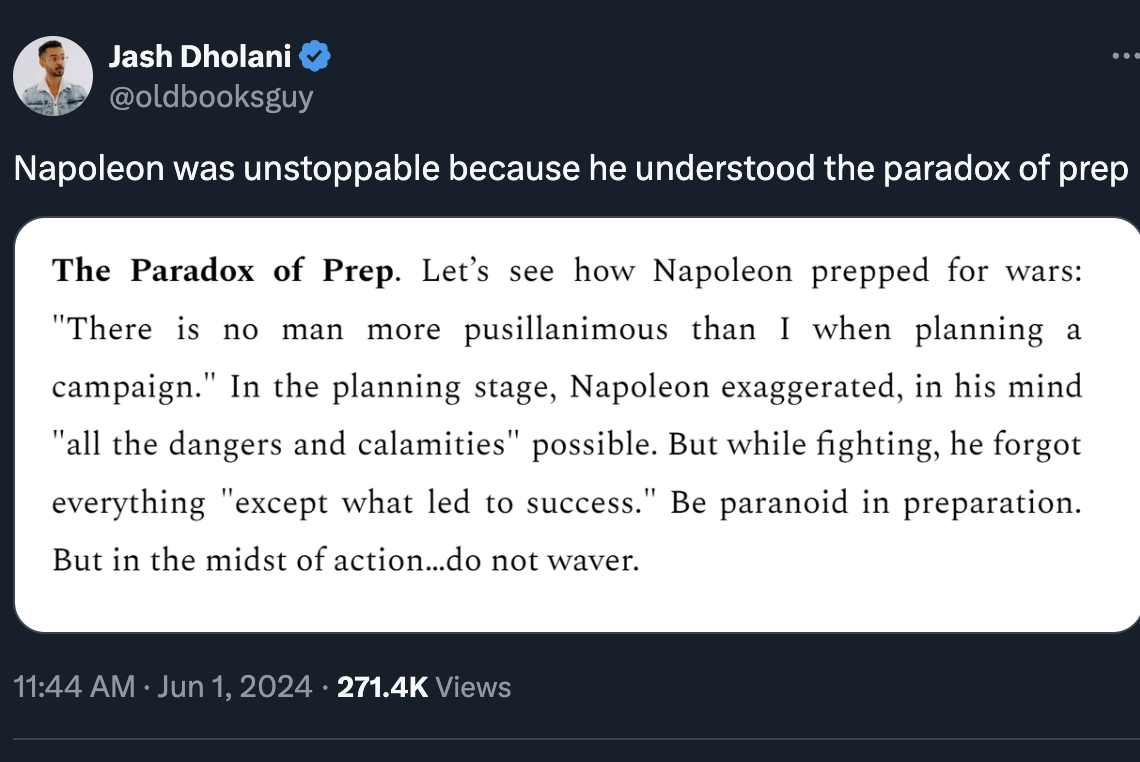 Jash Dholani
@oldbooksguy
Napoleon was unstoppable because he understood the paradox of prep
The Paradox of Prep. Let’s see how Napoleon prepped for wars:
"There is no man more pusillanimous than I when planning a
campaign." In the planning stage, Napoleon exaggerated, in his mind
"all the dangers and calamities" possible. But while fighting, he forgot
everything "except what led to success." Be paranoid in preparation.
But in the midst of action...do not waver.
11:44 AM · Jun 1, 2024 · 271.4K Views